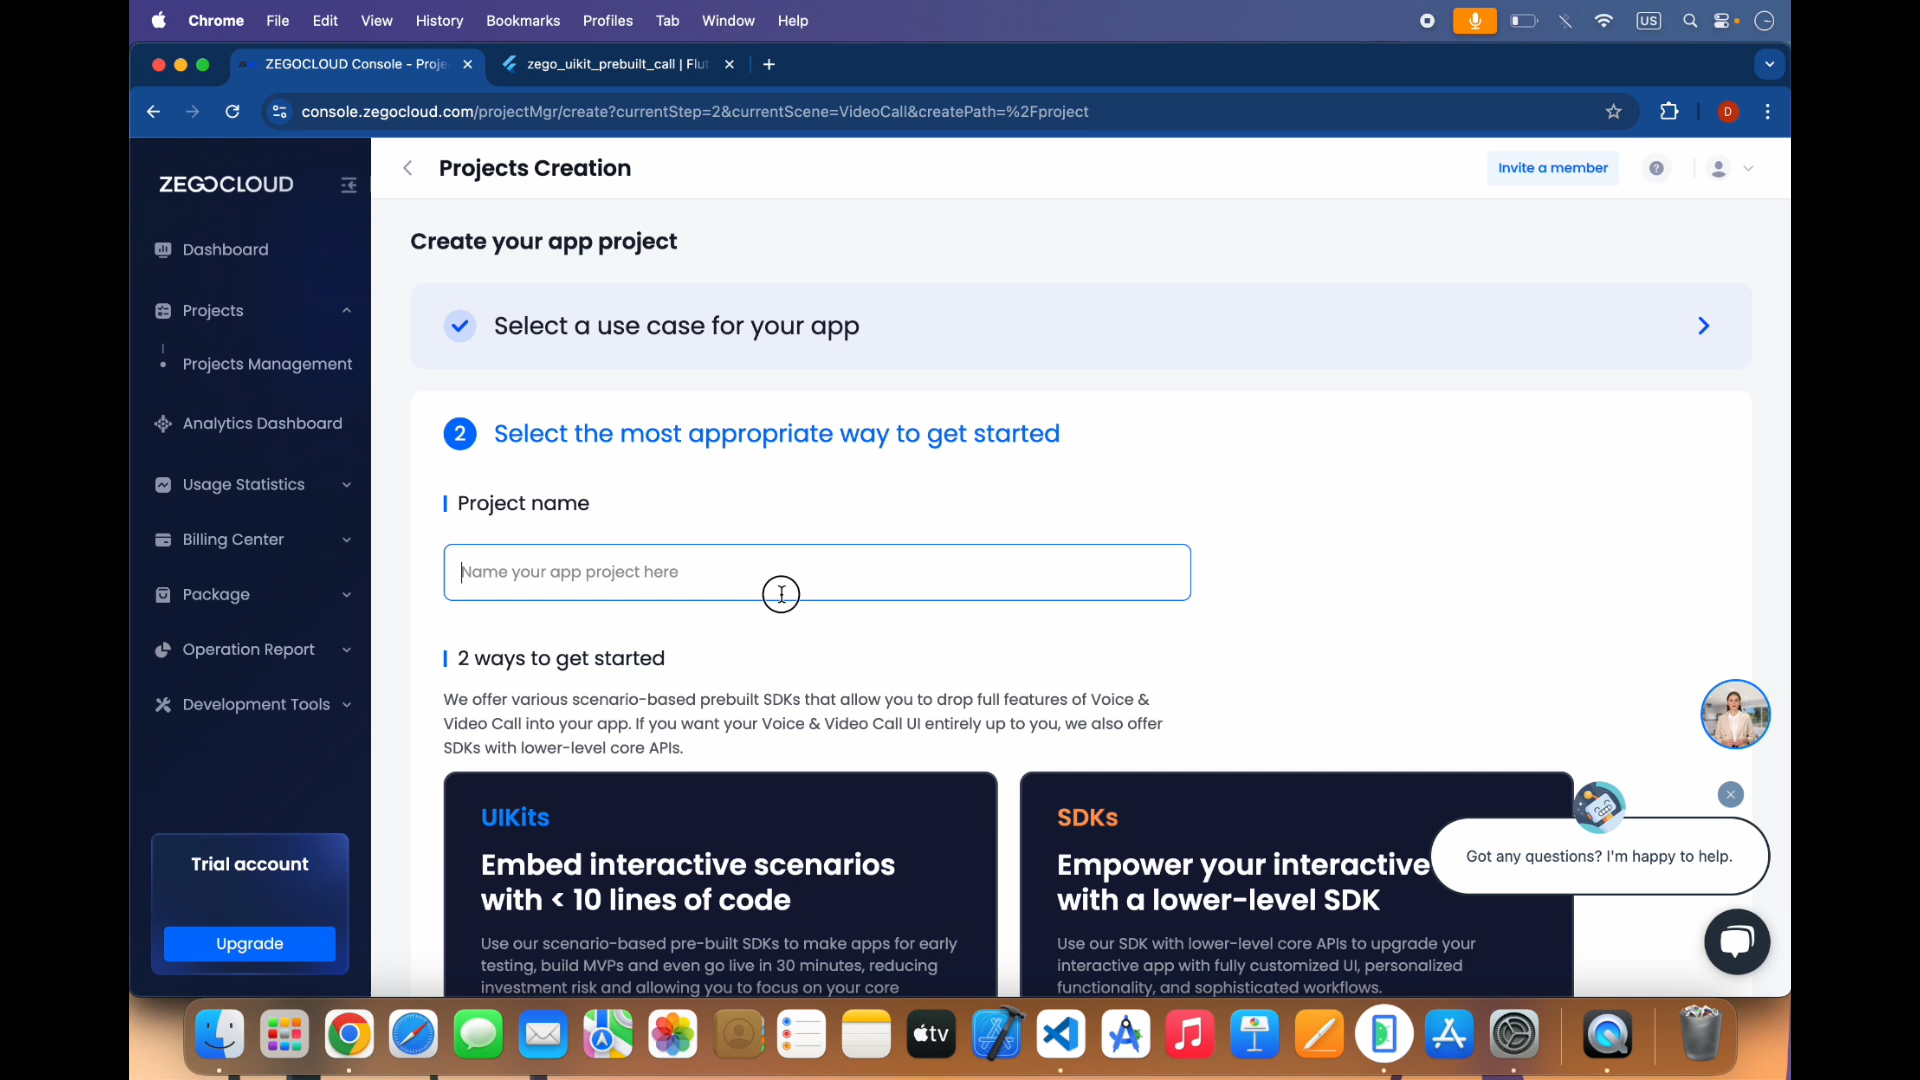 Chrome File Edit View History Bookmarks Profiles Tab Window Help US
ZEGOCLOUD Console - Proje
zego_uikit_prebuilt_call | Flut
console.zegocloud.com/projectMgr/create?currentStep=2&currentScene=VideoCall&createPath=%2Fproject
D
ZEGOCLOUD
Projects Creation
Invite a member
Dashboard
Projects
Projects Management
Analytics Dashboard
Usage Statistics
Billing Center
Package
Operation Report
Development Tools
Trial account
Upgrade
Create your app project
Select a use case for your app
2 Select the most appropriate way to get started
Project name
Name your app project here
2 ways to get started
We offer various scenario-based prebuilt SDKs that allow you to drop full features of Voice &
Video Call into your app. If you want your Voice & Video Call UI entirely up to you, we also offer
SDKs with lower-level core APIs.
UIKits
Embed interactive scenarios
with < 10 lines of code
Use our scenario-based pre-built SDKs to make apps for early
testing, build MVPs and even go live in 30 minutes, reducing
investment risk and allowing you to focus on your core
SDKs
Empower your interactive
with a lower-level SDK
Use our SDK with lower-level core APIs to upgrade your
interactive app with fully customized UI, personalized
functionality, and sophisticated workflows.
Got any questions? I'm happy to help.
tv